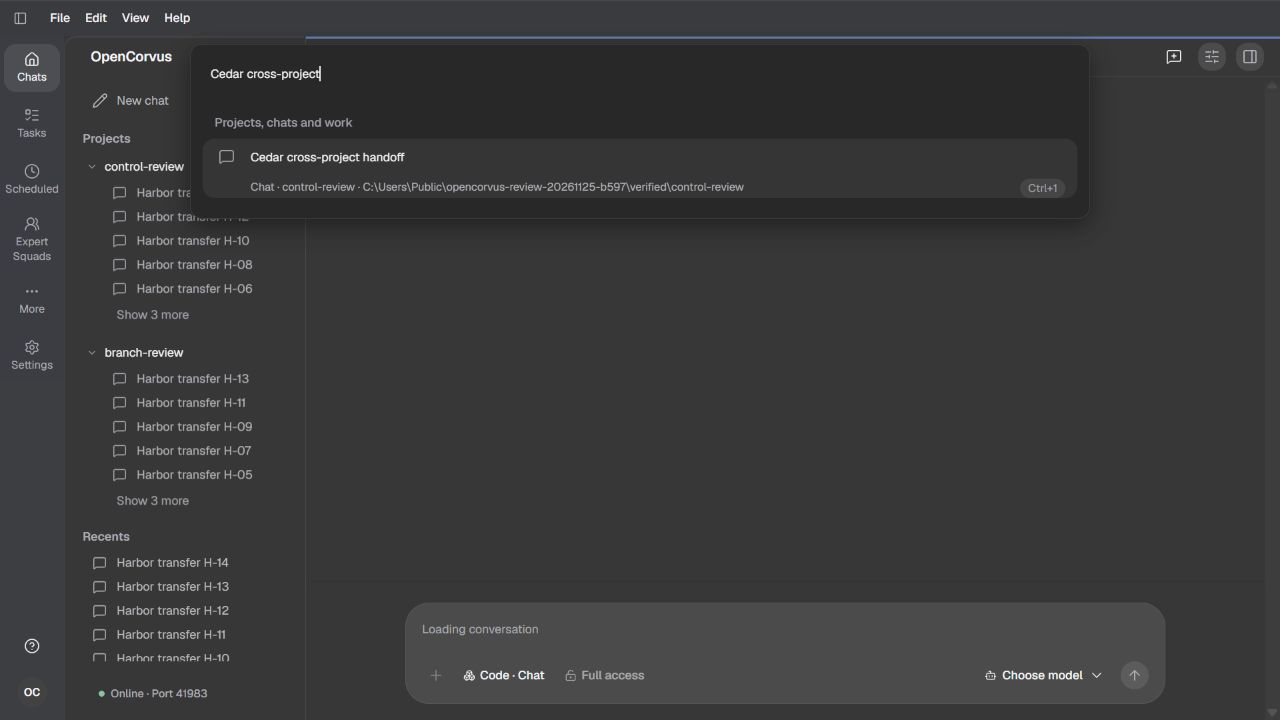 File Edit View Help
Chats
Tasks
Scheduled
Expert
Squads
More
Settings
OC
OpenCorvus
New chat
Projects
control-review
Harbor tra
Harbor transfer H-12
Harbor transfer H-10
Harbor transfer H-08
Harbor transfer H-06
Show 3 more
branch-review
Harbor transfer H-13
Harbor transfer H-11
Harbor transfer H-09
Harbor transfer H-07
Harbor transfer H-05
Show 3 more
Recents
Harbor transfer H-14
Harbor transfer H-13
Harbor transfer H-12
Harbor transfer H-11
Harbor transfer H-10
Online · Port 41983
Cedar cross-project
Projects, chats and work
Cedar cross-project handoff
Chat · control-review · C:\Users\Public\opencorvus-review-20261125-b597\verified\control-review
Ctrl+1
Loading conversation
Code · Chat Full access Choose model